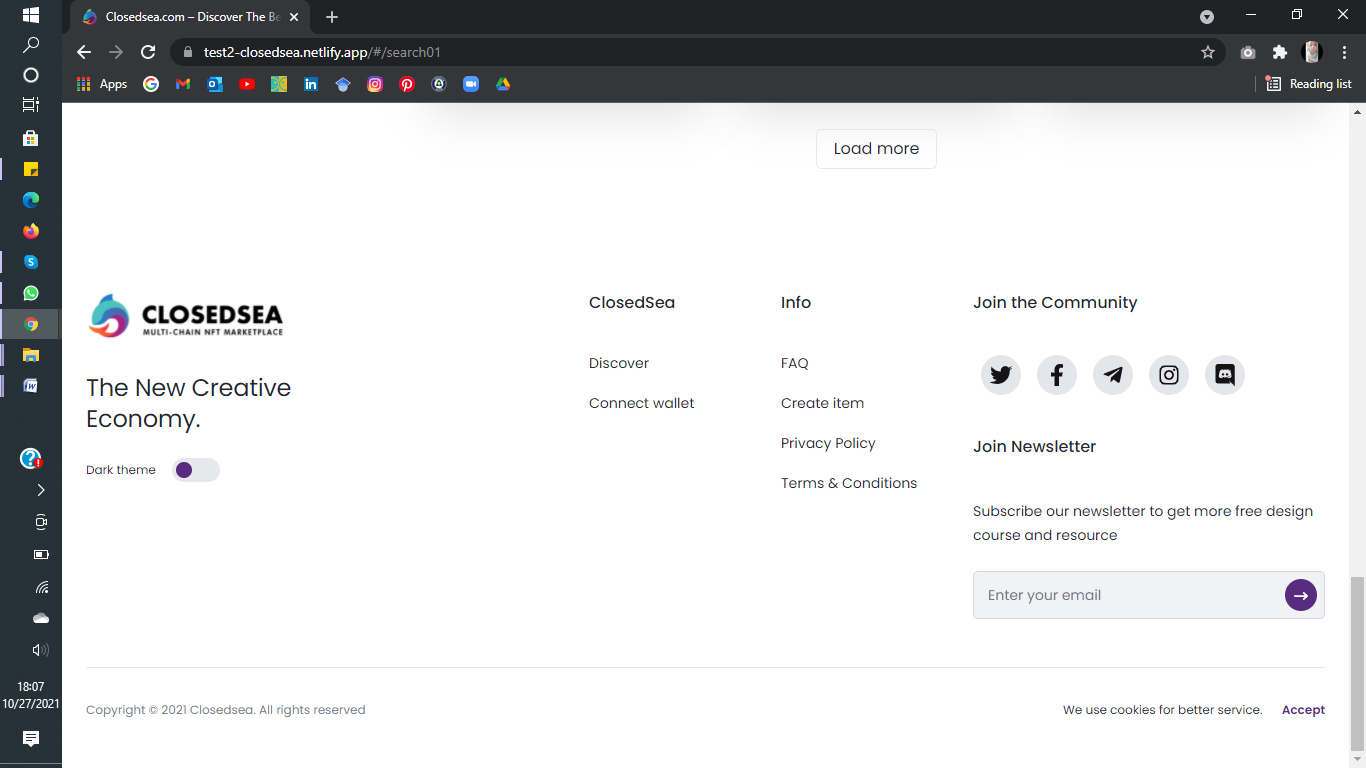 Closedsea.com – Discover The Be
test2-closedsea.netlify.app/#/search01
Apps
Reading list
Load more
CLOSEDSEA
MULTI-CHAIN NFT MARKETPLACE
The New Creative
Economy.
Dark theme
ClosedSea
Discover
Connect wallet
Info
FAQ
Create item
Privacy Policy
Terms & Conditions
Join the Community
Join Newsletter
Subscribe our newsletter to get more free design
course and resource
Enter your email
Copyright © 2021 Closedsea. All rights reserved
We use cookies for better service. Accept
18:07
10/27/2021